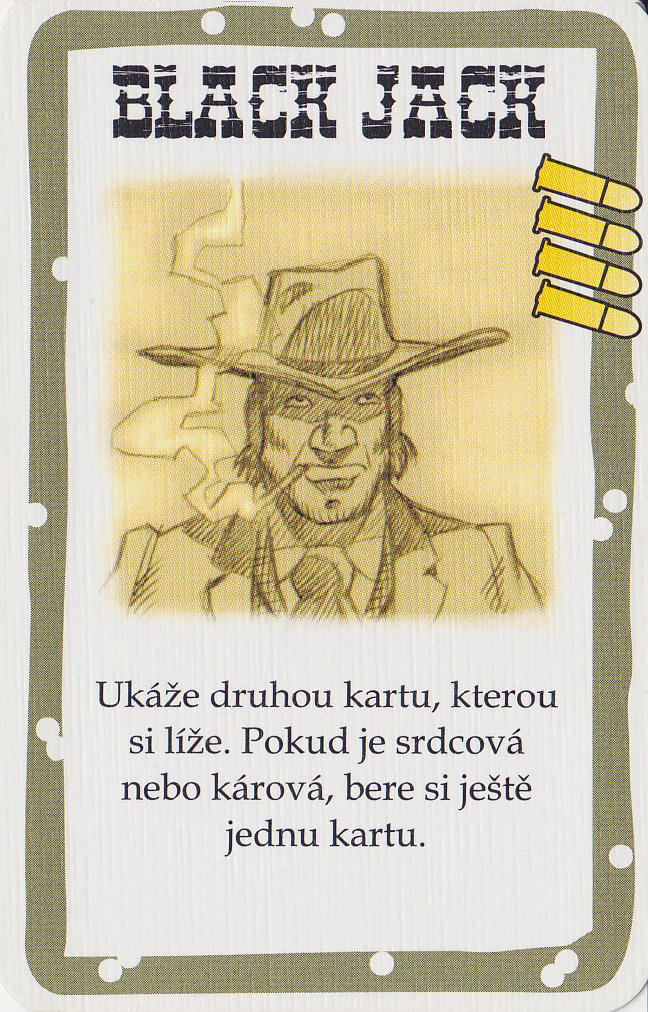 BLACK JACK
Ukáže druhou kartu, kterou
si líže. Pokud je srdcová
nebo kárová, bere si ještě
jednu kartu.